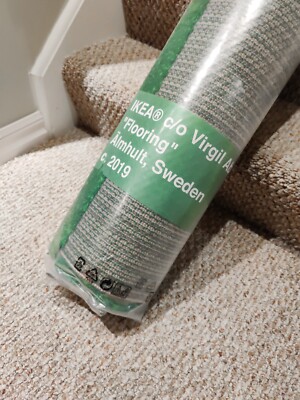 IKEA® c/o Virgil
"Flooring"
Älmhult, Sweden
c. 2019